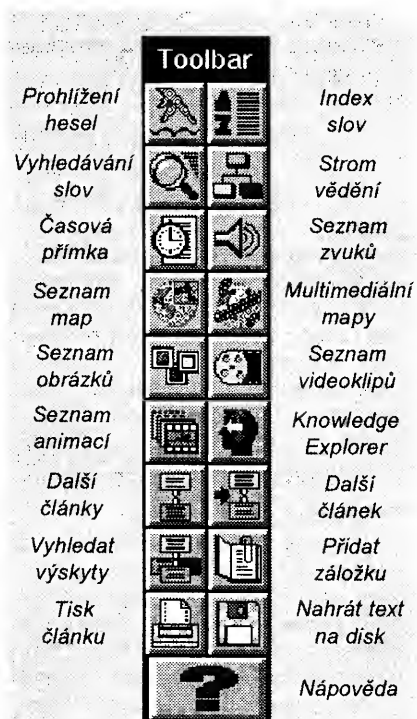 Toolbar
Prohlížení
hesel
Index
slov
A
Z
Vyhledávání
slov
Strom
vědění
Časová
přímka
Seznam
zvuků
Seznam
map
Multimediální
mapy
Seznam
obrázků
Seznam
videoklipů
Seznam
animací
Knowledge
Explorer
Další
články
Další
článek
Vyhledat
výskyty
Přidat
záložku
Tisk
článku
Nahrát text
na disk
?
Nápověda